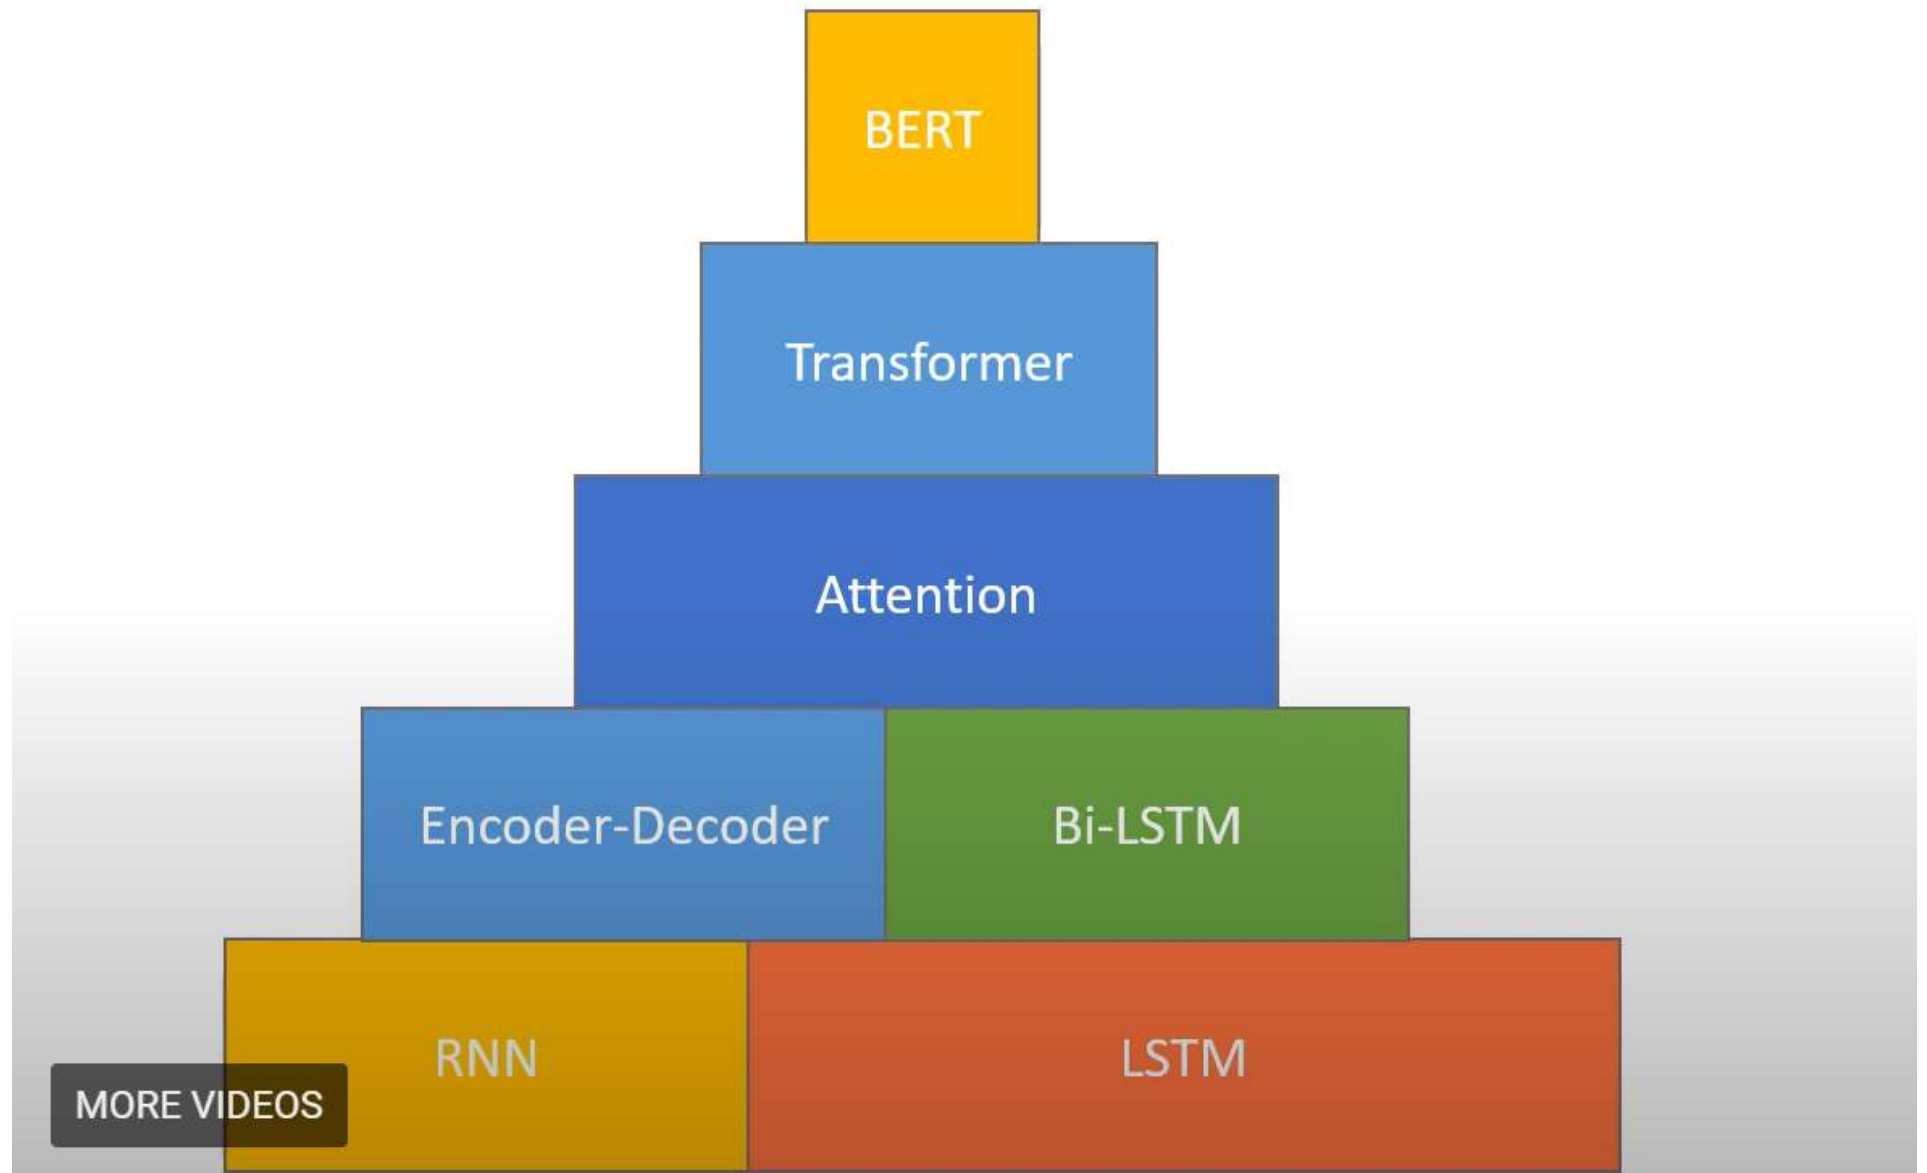 BERT
Transformer
Attention
Encoder-Decoder
Bi-LSTM
RNN
LSTM
MORE VIDEOS